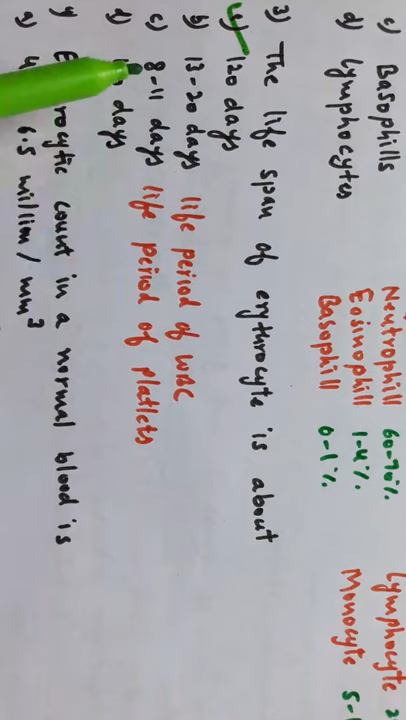 c) Basophills
d) Lymphocytes
Neutrophill 60-70%.
Eosinophill 1-4%.
Basophill 0-1%.
Lymphocyte
Monocyte 5-
3) The life span of erythrocyte is about
120 days
b) 13-20 days life period of WBC
c) 8-11 days life period of platlets
d) days
4) count in a normal blood is
a) 6.5 million/mm³